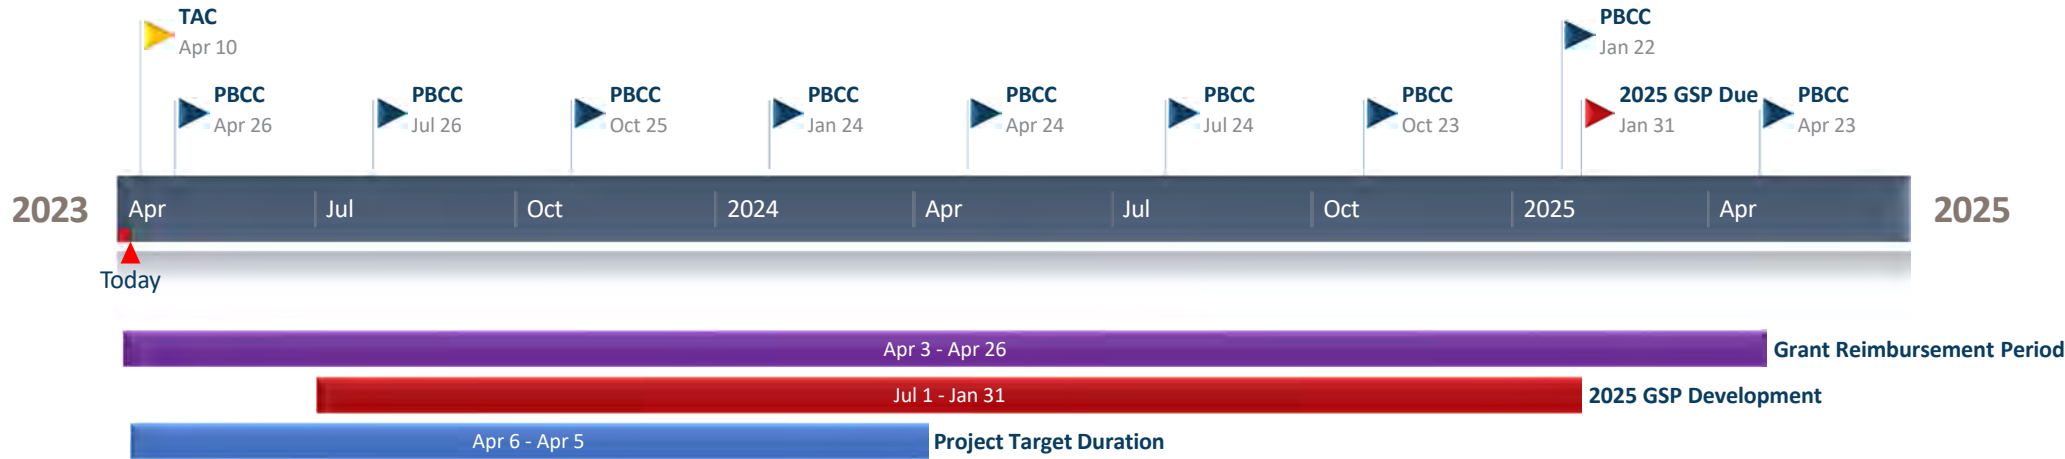 TAC
Apr 10
PBCC
Jan 22
PBCC
Apr 26
PBCC
Jul 26
PBCC
Oct 25
PBCC
Jan 24
PBCC
Apr 24
PBCC
Jul 24
PBCC
Oct 23
2025 GSP Due
Jan 31
PBCC
Apr 23
2023
Apr
Jul
Oct
2024
Apr
Jul
Oct
2025
Apr
2025
Today
Apr 3 - Apr 26
Grant Reimbursement Period
Jul 1 - Jan 31
2025 GSP Development
Apr 6 - Apr 5
Project Target Duration